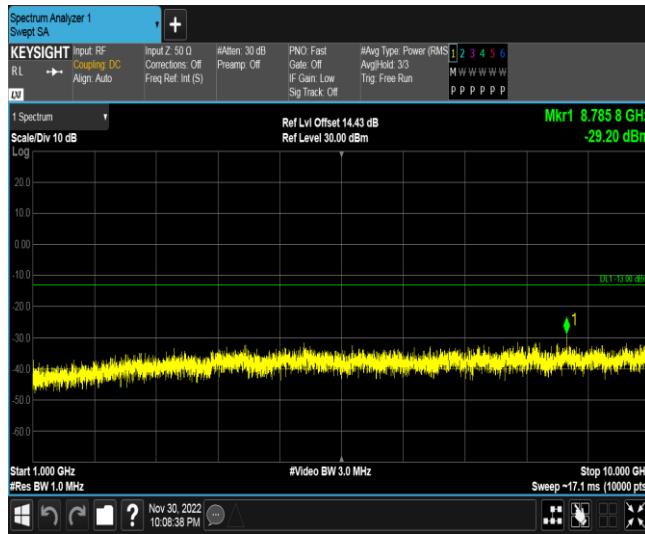 Spectrum Analyzer 1
Swept SA
+
KEYSIGHT Input: RF Input Z: 50 Ω #Atten: 30 dB PNO: Fast #Avg Type: Power (RMS 1 2 3 4 5 6
RL Coupling: DC Corrections: Off Preamp: Off Gate: Off Avg|Hold: 3/3 M W W W W W
Align: Auto Freq Ref: Int (S) IF Gain: Low Trig: Free Run
LXI Sig Track: Off P P P P P P
1 Spectrum Ref Lvl Offset 14.43 dB Mkr1 8.785 8 GHz
Scale/Div 10 dB Ref Level 30.00 dBm -29.20 dBm
Log
20.0
10.0
0.00
-10.0
DL1 -13.00 dBm
-20.0
1
-30.0
-40.0
-50.0
-60.0
Start 1.000 GHz #Video BW 3.0 MHz Stop 10.000 GH
#Res BW 1.0 MHz Sweep ~17.1 ms (10000 pts
? Nov 30, 2022
10:08:38 PM